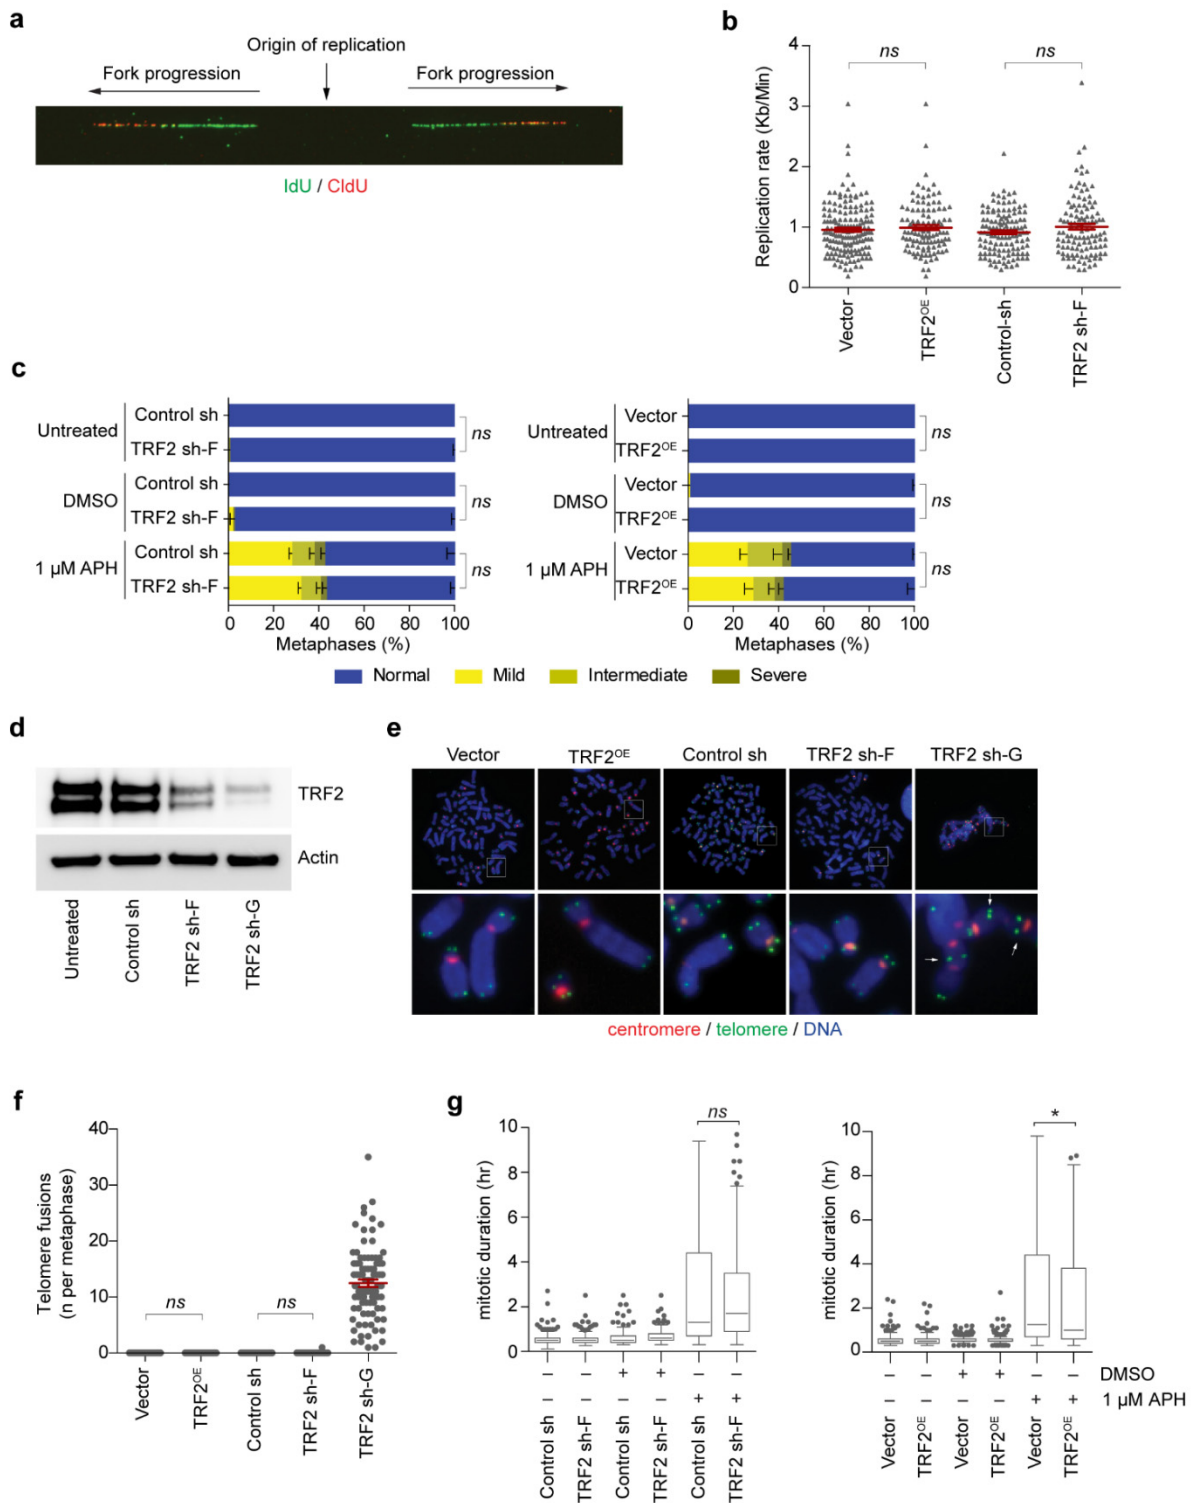 a
Origin of replication
Fork progression
Fork progression
IdU / CldU
b
Replication rate (Kb/Min)
4
3
2
1
0
ns
ns
Vector
TRF2OE
Control-sh
TRF2 sh-F
c
Untreated
Control sh
TRF2 sh-F
ns
DMSO
Control sh
TRF2 sh-F
ns
1 µM APH
Control sh
TRF2 sh-F
ns
0 20 40 60 80 100
Metaphases (%)
Untreated
Vector
TRF2OE
ns
DMSO
Vector
TRF2OE
ns
1 µM APH
Vector
TRF2OE
ns
0 20 40 60 80 100
Metaphases (%)
Normal Mild Intermediate Severe
d
TRF2
Actin
Untreated
Control sh
TRF2 sh-F
TRF2 sh-G
e
Vector TRF2OE Control sh TRF2 sh-F TRF2 sh-G
centromere / telomere / DNA
f
Telomere fusions
(n per metaphase)
40
30
20
10
0
ns
ns
Vector
TRF2OE
Control sh
TRF2 sh-F
TRF2 sh-G
g
mitotic duration (hr)
10
8
6
4
2
0
ns
– – + + – –
– – – – + +
Control sh
TRF2 sh-F
Control sh
TRF2 sh-F
Control sh
TRF2 sh-F
mitotic duration (hr)
10
8
6
4
2
0
*
– – + + – – DMSO
– – – – + + 1 µM APH
Vector
TRF2OE
Vector
TRF2OE
Vector
TRF2OE